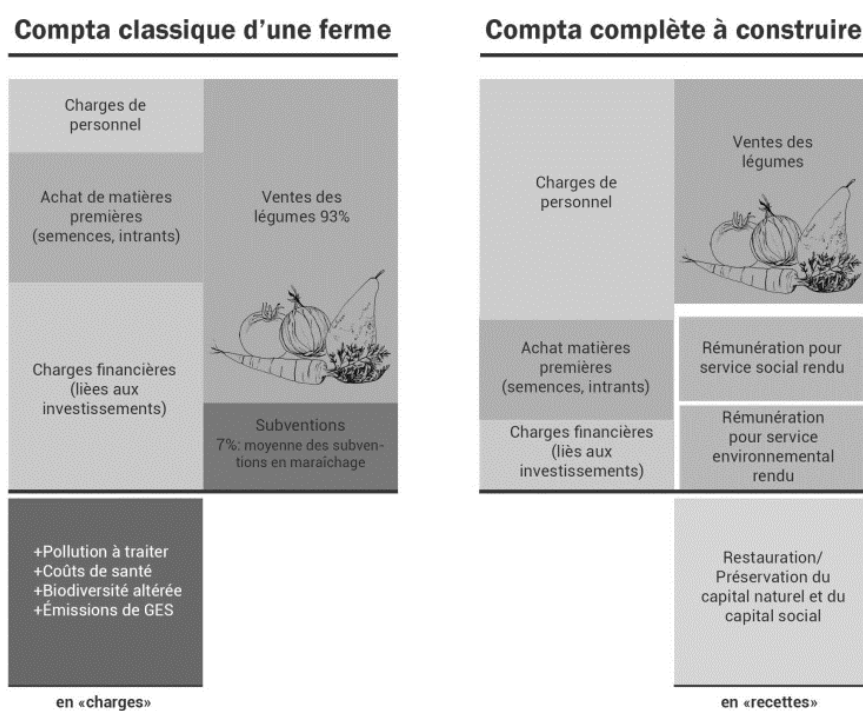 Compta classique d'une ferme
Charges de
personnel
Achat de matières
premières
(semences, intrants)
Charges financières
(lièes aux
investissements)
Ventes des
légumes 93%
Subventions
7%: moyenne des subven-
tions en maraîchage
+Pollution à traiter
+Coûts de santé
+Biodiversité altérée
+Émissions de GES
en «charges»
Compta complète à construire
Charges de
personnel
Achat matières
premières
(semences, intrants)
Charges financières
(liès aux
investissements)
Ventes des
légumes
Rémunération pour
service social rendu
Rémunération
pour service
environnemental
rendu
Restauration/
Préservation du
capital naturel et du
capital social
en «recettes»